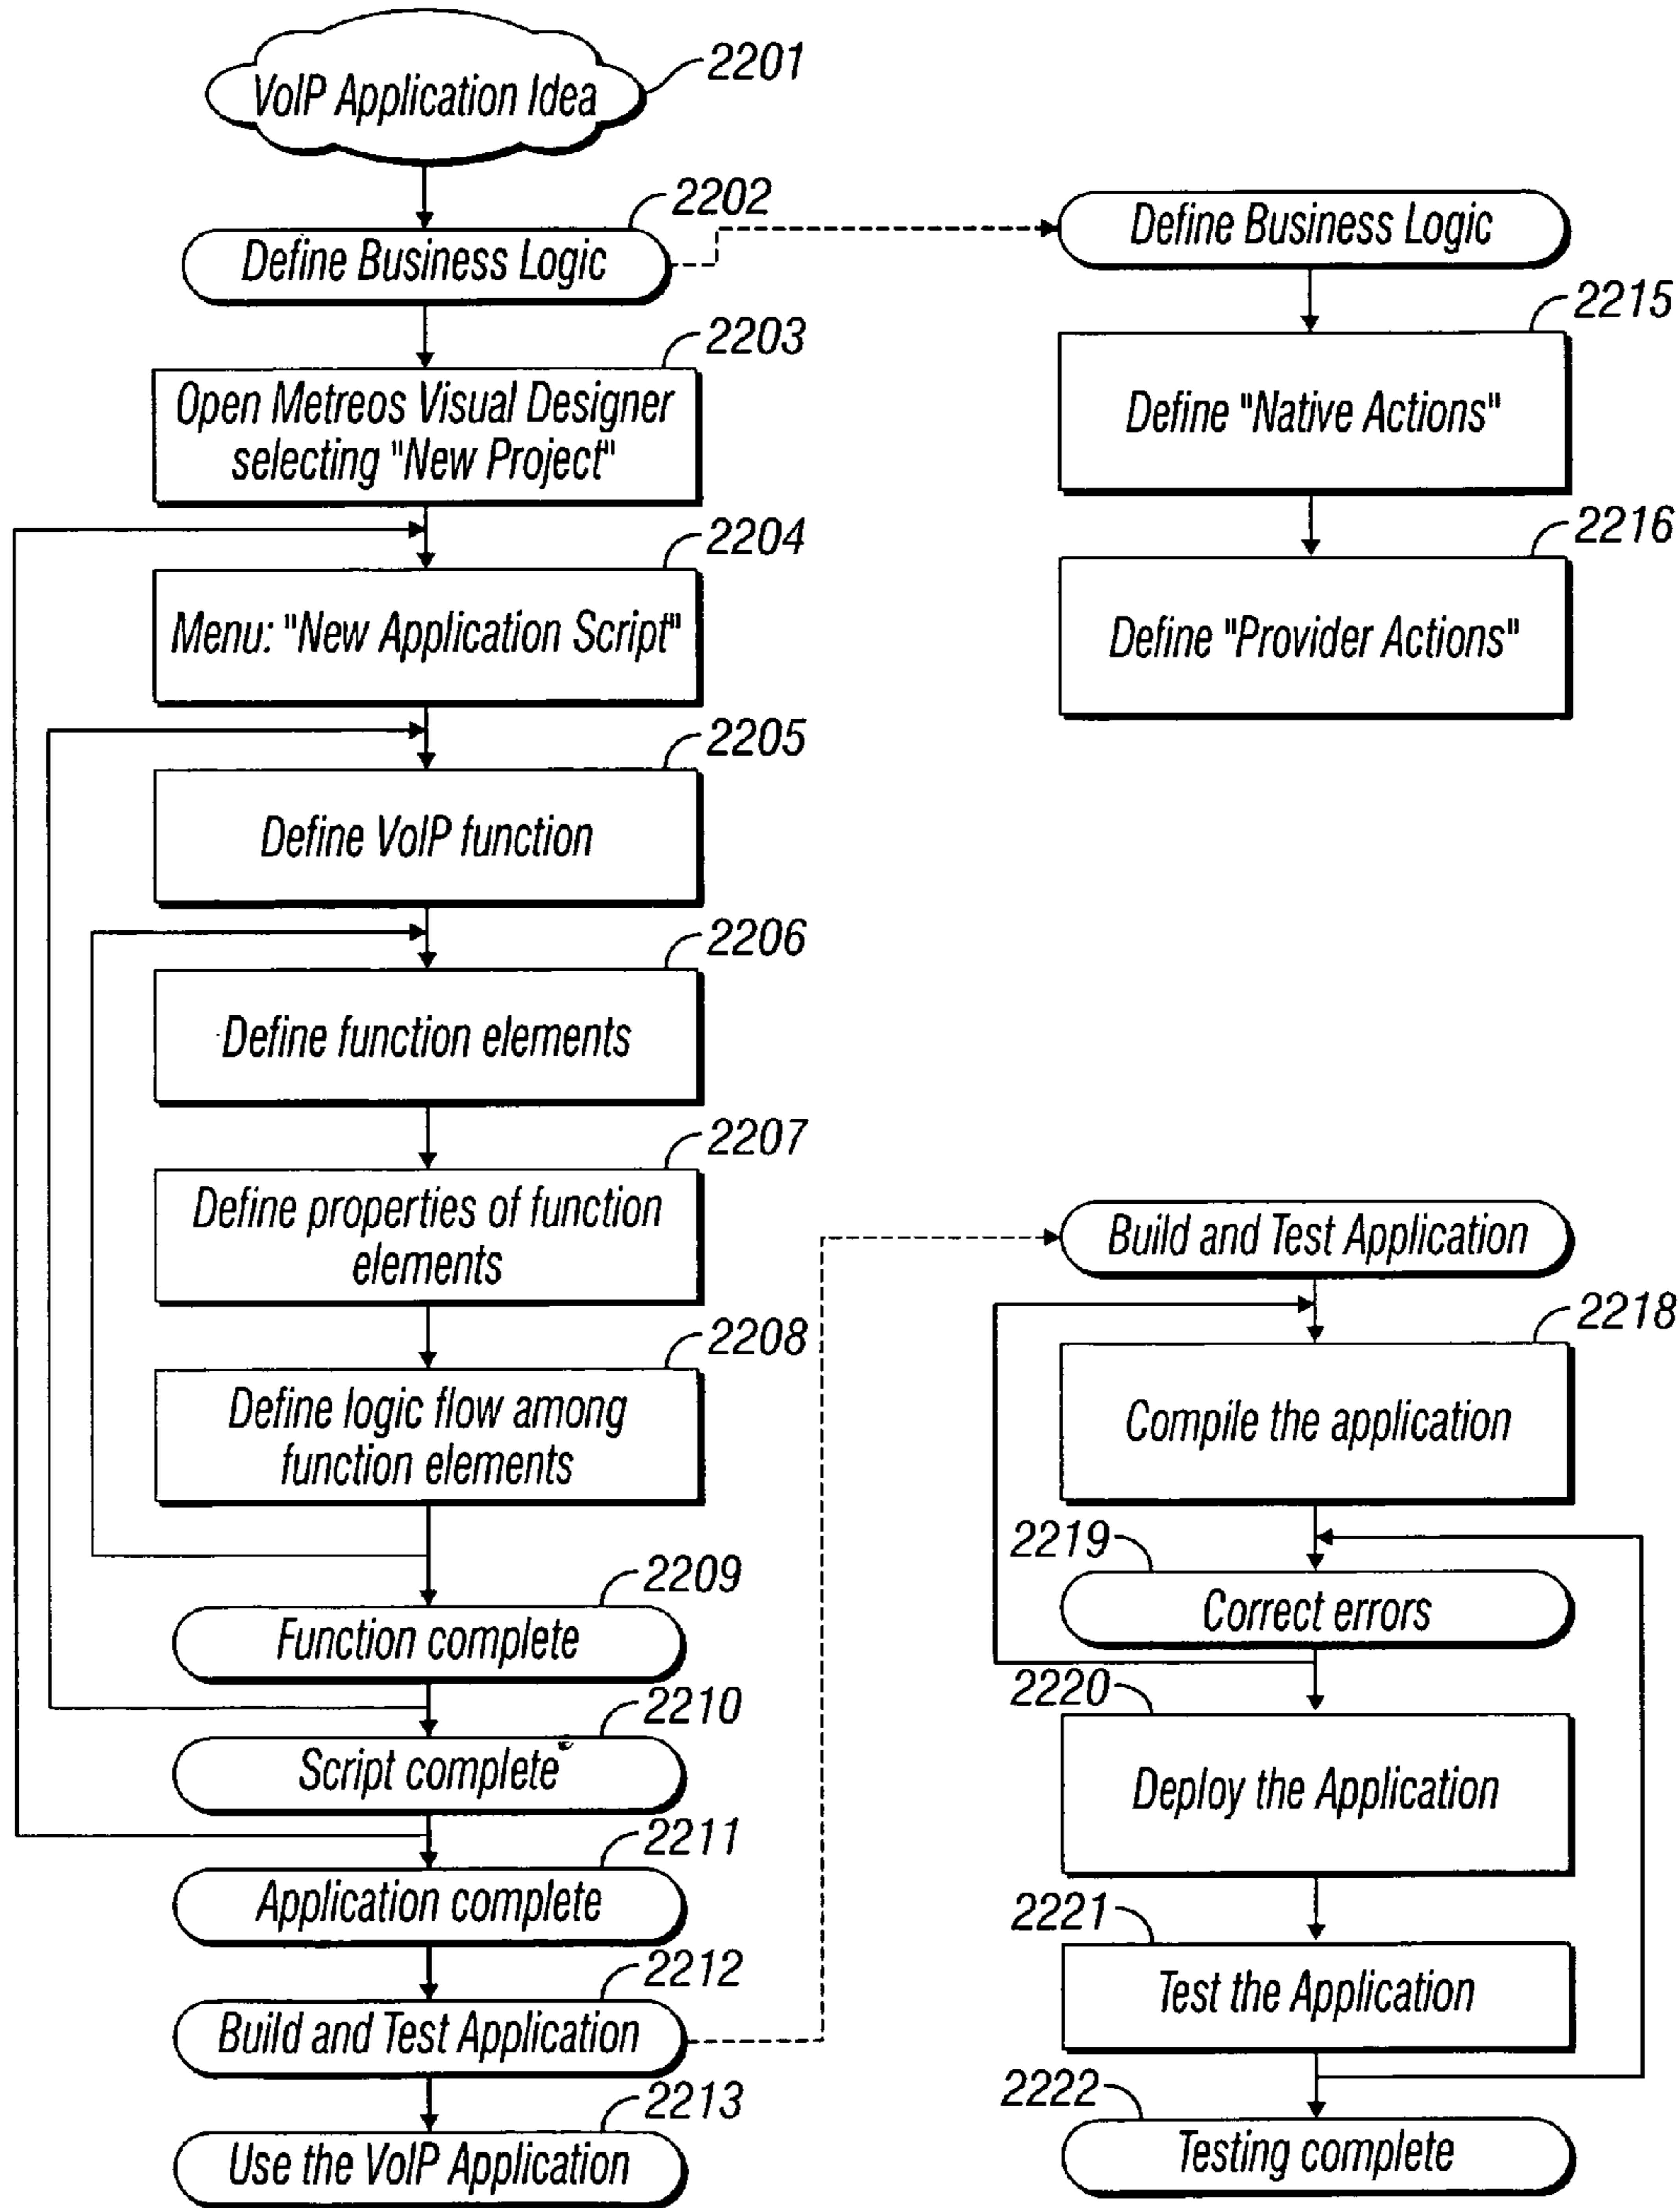 VoIP Application Idea
2201
2202
Define Business Logic
2203
Open Metreos Visual Designer
selecting "New Project"
2204
Menu: "New Application Script"
2205
Define VoIP function
2206
Define function elements
2207
Define properties of function
elements
2208
Define logic flow among
function elements
2209
Function complete
2210
Script complete
2211
Application complete
2212
Build and Test Application
2213
Use the VoIP Application
Define Business Logic
2215
Define "Native Actions"
2216
Define "Provider Actions"
Build and Test Application
2218
Compile the application
2219
Correct errors
2220
Deploy the Application
2221
Test the Application
2222
Testing complete